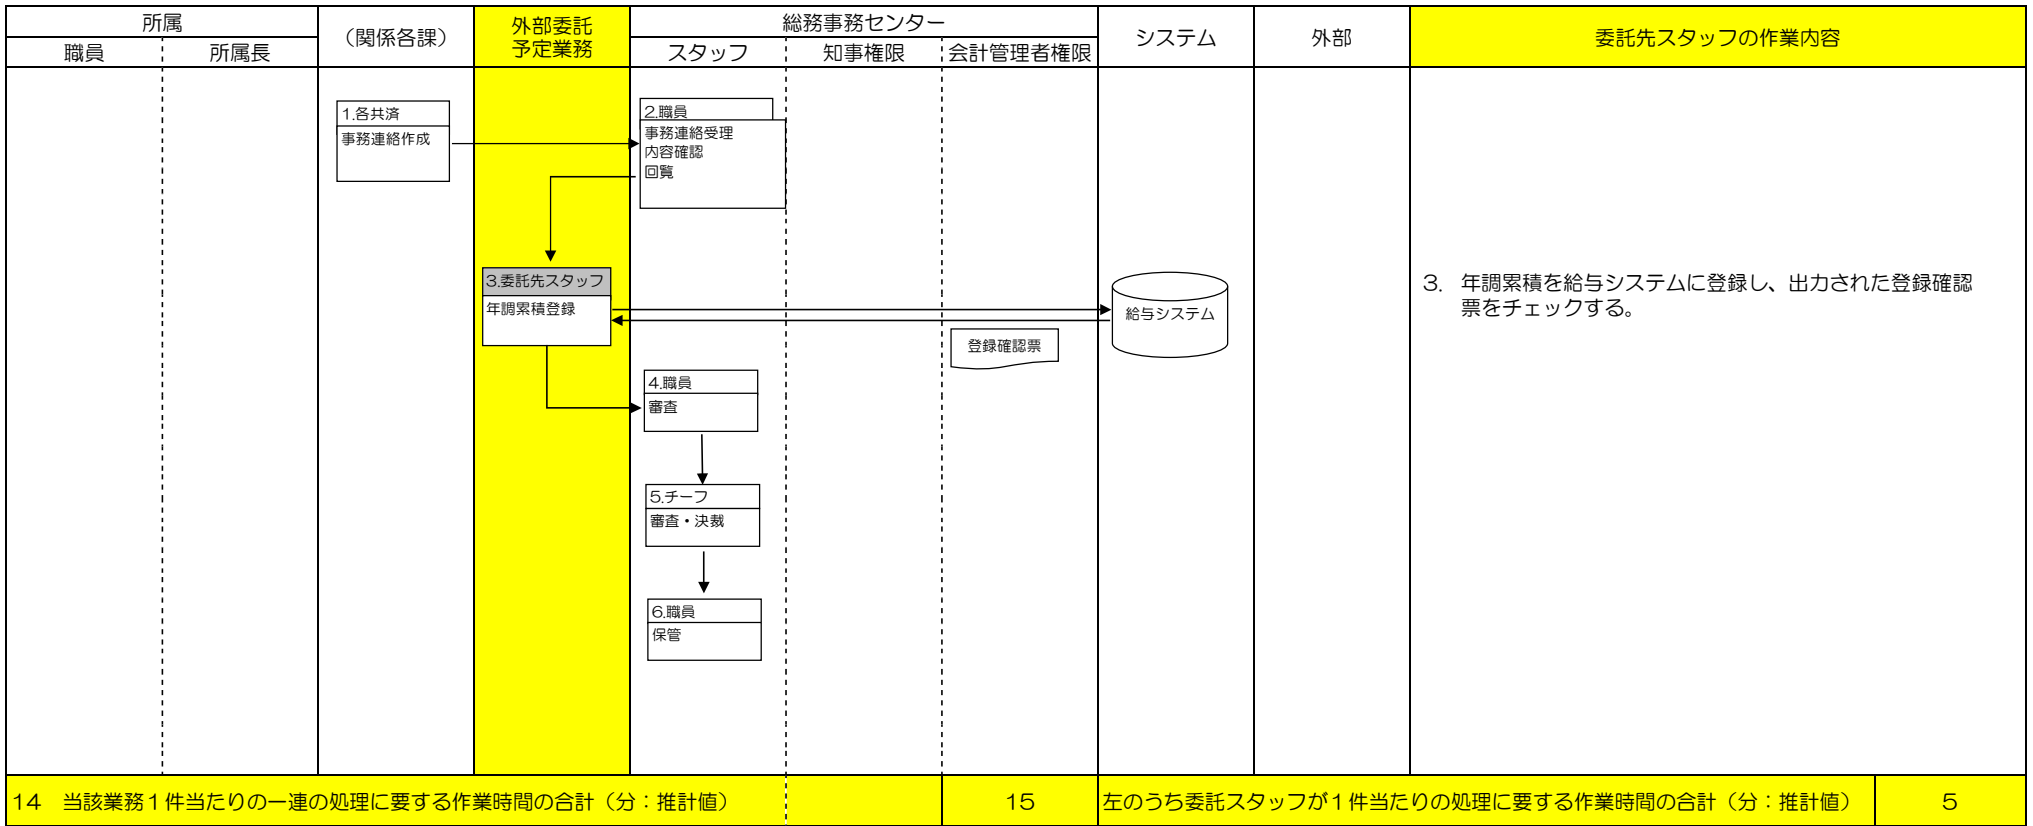 所属
（関係各課）
外部委託
予定業務
総務事務センター
システム
外部
委託先スタッフの作業内容
職員
所属長
スタッフ
知事権限
会計管理者権限
1.各共済
事務連絡作成
2.職員
事務連絡受理
内容確認
回覧
3.委託先スタッフ
年調累積登録
給与システム
登録確認票
3. 年調累積を給与システムに登録し、出力された登録確認
票をチェックする。
4.職員
審査
5.チーフ
審査・決裁
6.職員
保管
14 当該業務１件当たりの一連の処理に要する作業時間の合計（分：推計値）
15
左のうち委託スタッフが１件当たりの処理に要する作業時間の合計（分：推計値）
5